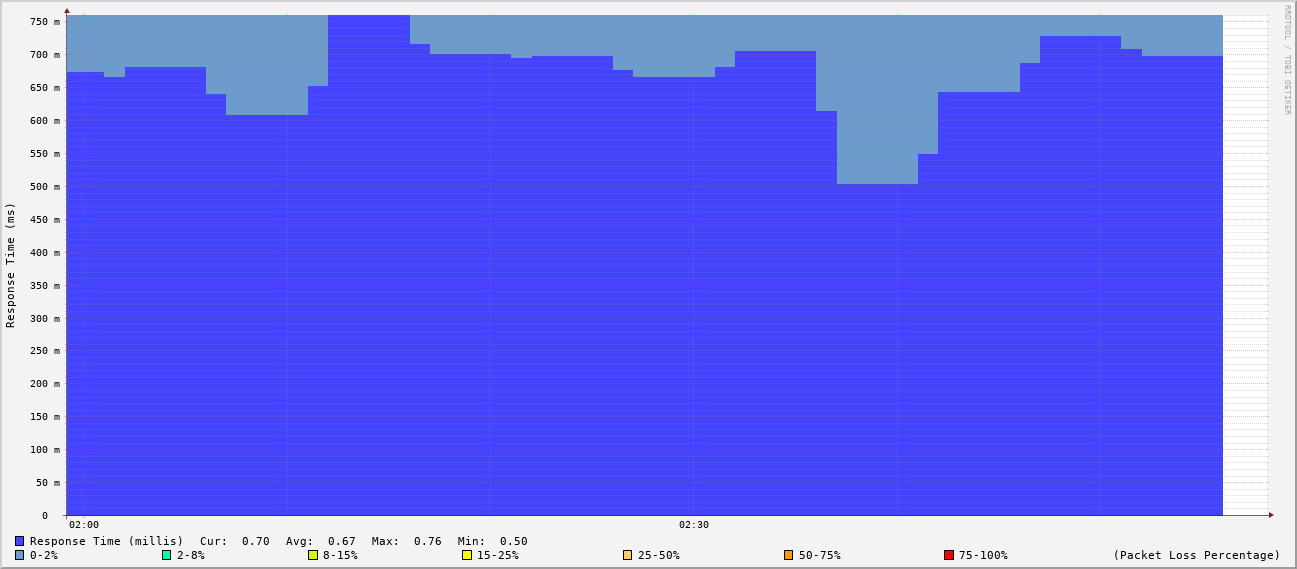 RRDTOOL / TOBI OETIKER
Response Time (ms)
750 m
700 m
650 m
600 m
550 m
500 m
450 m
400 m
350 m
300 m
250 m
200 m
150 m
100 m
50 m
0
02:00 02:30
Response Time (millis) Cur: 0.70 Avg: 0.67 Max: 0.76 Min: 0.50
0-2% 2-8% 8-15% 15-25% 25-50% 50-75% 75-100% (Packet Loss Percentage)